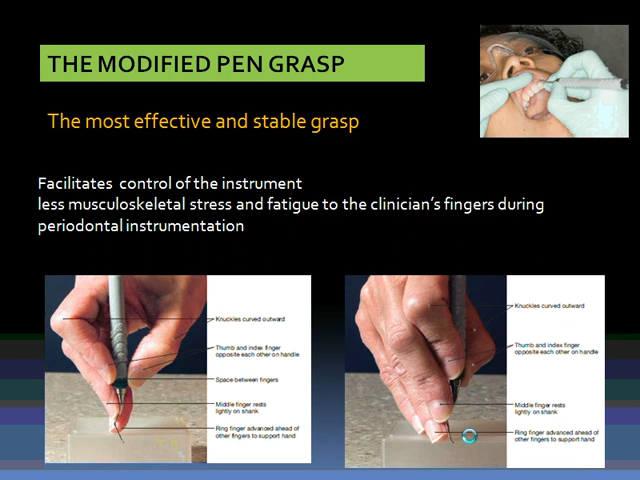 THE MODIFIED PEN GRASP
The most effective and stable grasp
Facilitates  control of the instrument
less musculoskeletal stress and fatigue to the clinician’s fingers during
periodontal instrumentation
Knuckles curved outward
Thumb and index finger
opposite each other on handle
Space between fingers
Middle finger rests
lightly on shank
Ring finger advanced ahead of
other fingers to support hand
Knuckles curved outward
Thumb and index finger
opposite each other on handle
Middle finger rests
lightly on shank
Ring finger advanced ahead of
other fingers to support hand